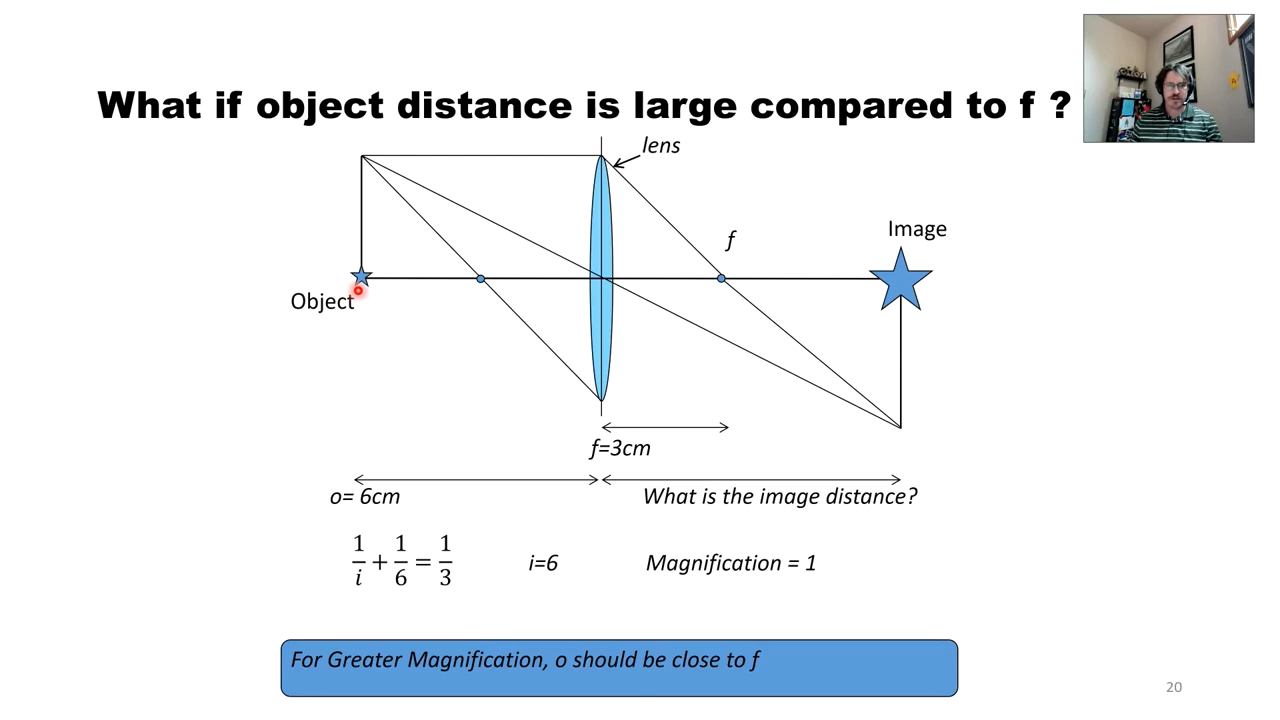 What if object distance is large compared to f ?
lens
f
Image
Object
f=3cm
o= 6cm
What is the image distance?
1/i + 1/6 = 1/3
i=6
Magnification = 1
For Greater Magnification, o should be close to f
20